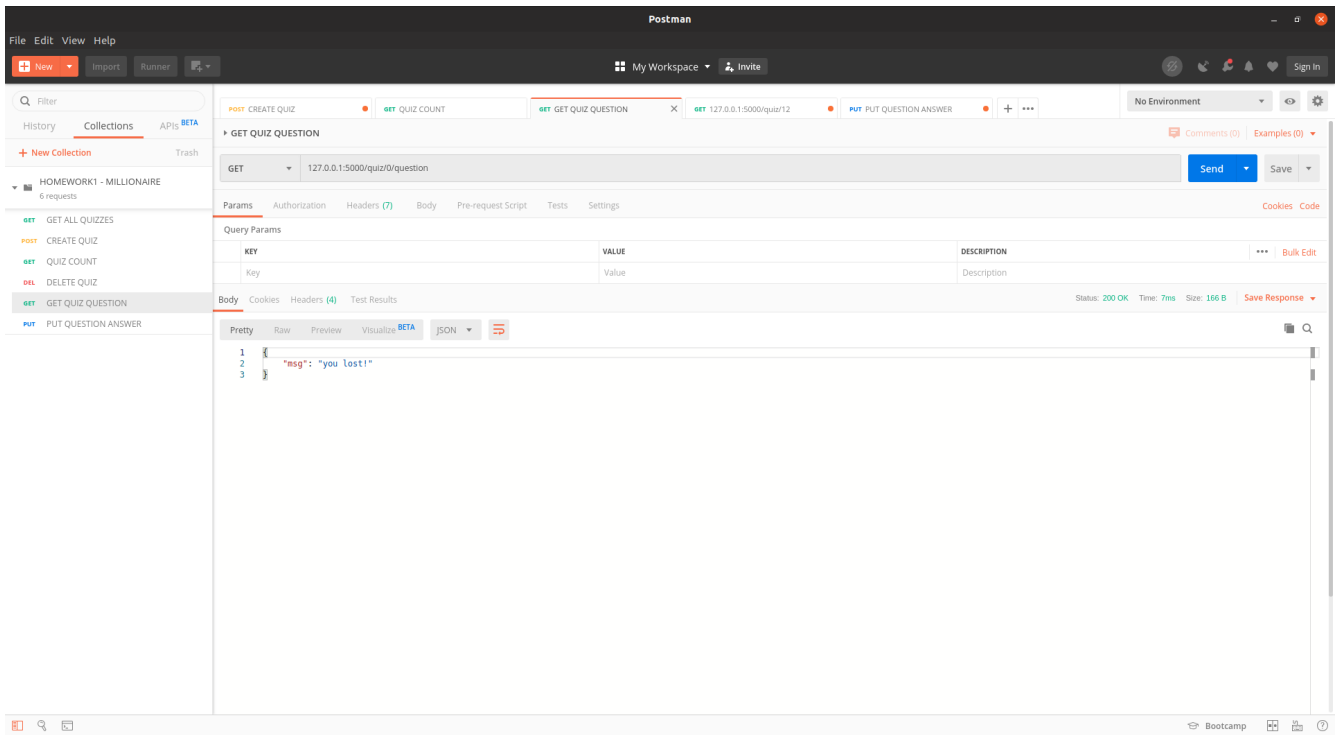 Postman
File Edit View Help
New Import Runner My Workspace Invite Sign In
Filter
History Collections APIs BETA
+ New Collection Trash
HOMEWORK1 - MILLIONAIRE
6 requests
GET GET ALL QUIZZES
POST CREATE QUIZ
GET QUIZ COUNT
DEL DELETE QUIZ
GET GET QUIZ QUESTION
PUT PUT QUESTION ANSWER
POST CREATE QUIZ GET QUIZ COUNT GET GET QUIZ QUESTION X GET 127.0.0.1:5000/quiz/12 PUT PUT QUESTION ANSWER + ••• No Environment
GET QUIZ QUESTION Comments (0) Examples (0)
GET 127.0.0.1:5000/quiz/0/question Send Save
Params Authorization Headers (7) Body Pre-request Script Tests Settings Cookies Code
Query Params
KEY VALUE DESCRIPTION ••• Bulk Edit
Key Value Description
Body Cookies Headers (4) Test Results Status: 200 OK Time: 7ms Size: 166 B Save Response
Pretty Raw Preview Visualize BETA JSON
1 {
2 "msg": "you lost!"
3 }
Bootcamp